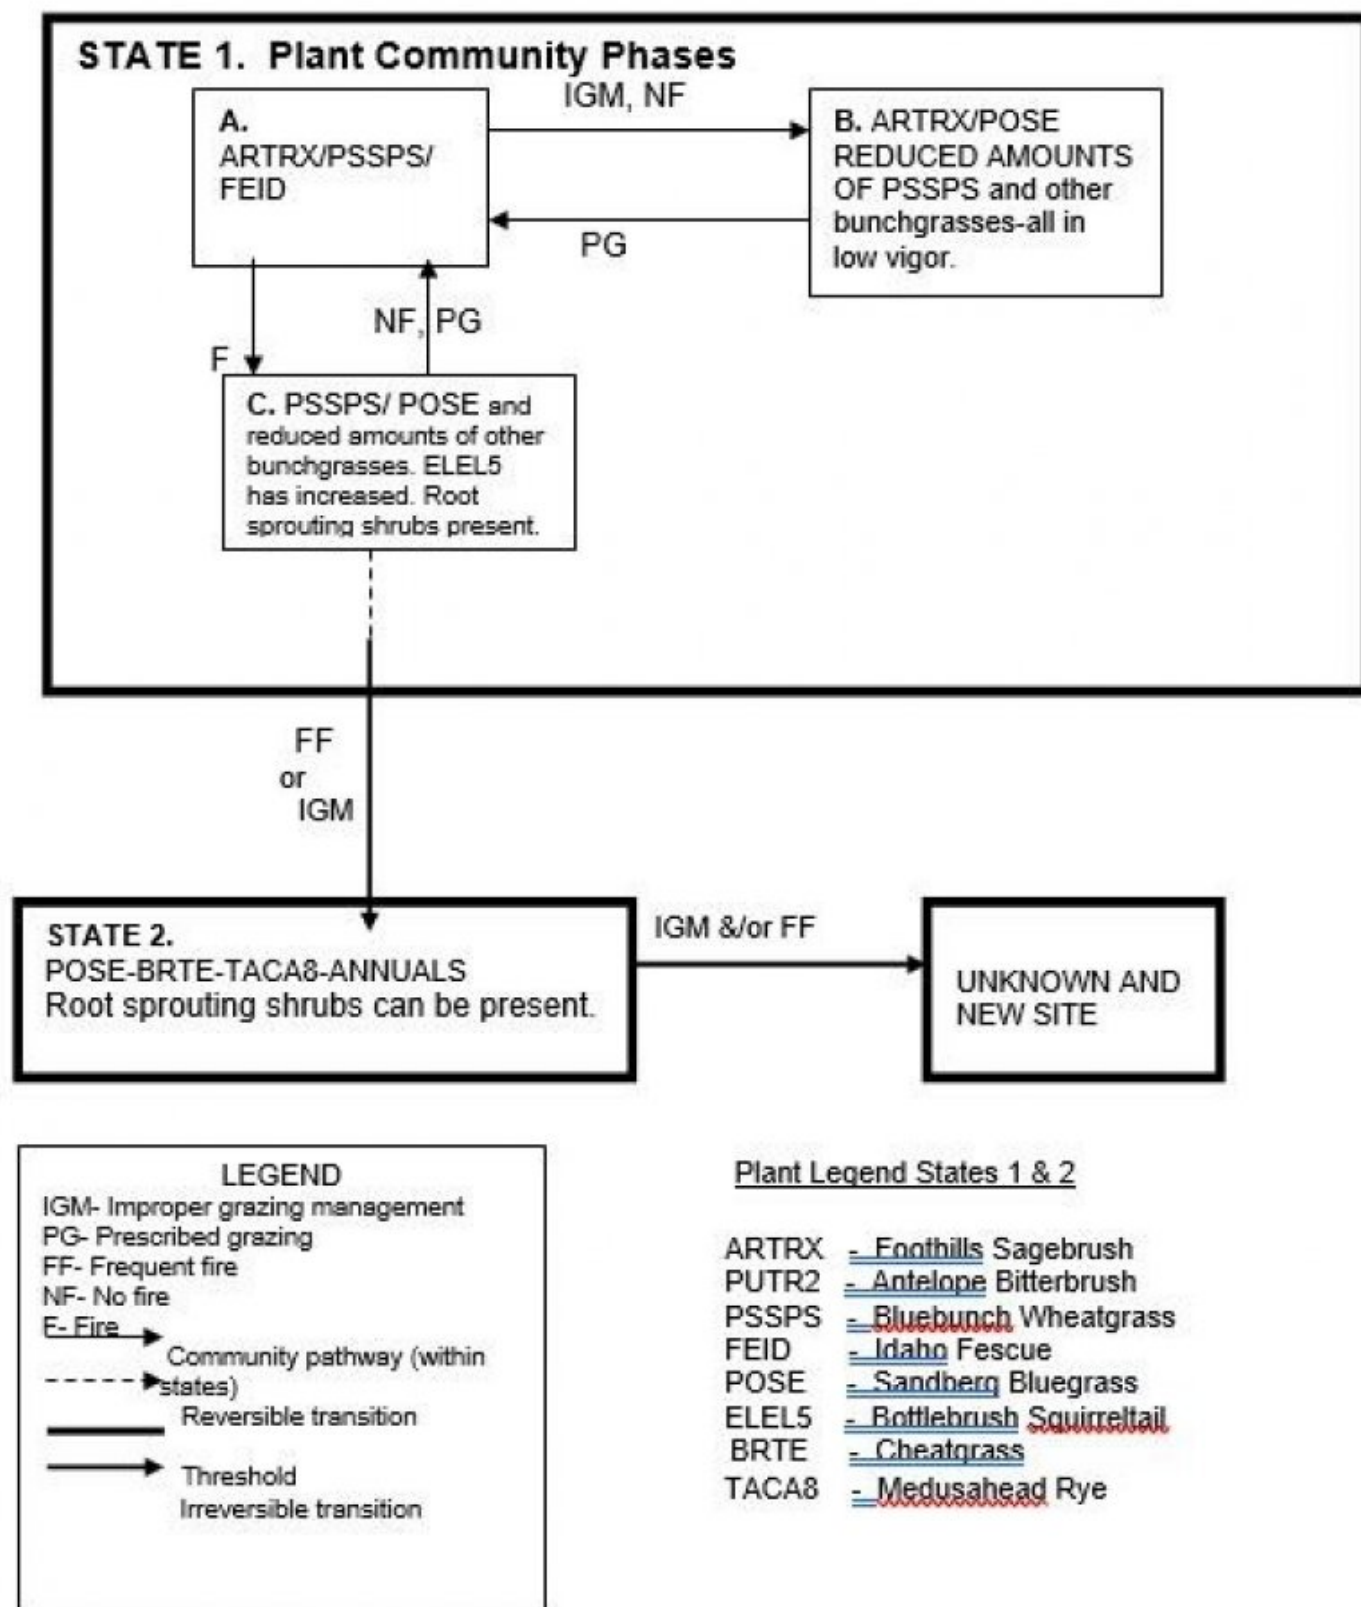 STATE 1. Plant Community Phases
IGM, NF
A.
ARTRX/PSSPS/
FEID
B. ARTRX/POSE
REDUCED AMOUNTS
OF PSSPS and other
bunchgrasses-all in
low vigor.
PG
NF, PG
F
C. PSSPS/ POSE and
reduced amounts of other
bunchgrasses. ELEL5
has increased. Root
sprouting shrubs present.
FF
or
IGM
STATE 2.
POSE-BRTE-TACA8-ANNUALS
Root sprouting shrubs can be present.
IGM &/or FF
UNKNOWN AND
NEW SITE
LEGEND
IGM- Improper grazing management
PG- Prescribed grazing
FF- Frequent fire
NF- No fire
F- Fire
Community pathway (within
states)
Reversible transition
Threshold
Irreversible transition
Plant Legend States 1 & 2
ARTRX - Foothills Sagebrush
PUTR2 - Antelope Bitterbrush
PSSPS - Bluebunch Wheatgrass
FEID - Idaho Fescue
POSE - Sandberg Bluegrass
ELEL5 - Bottlebrush Squirreltail
BRTE - Cheatgrass
TACA8 - Medusahead Rye